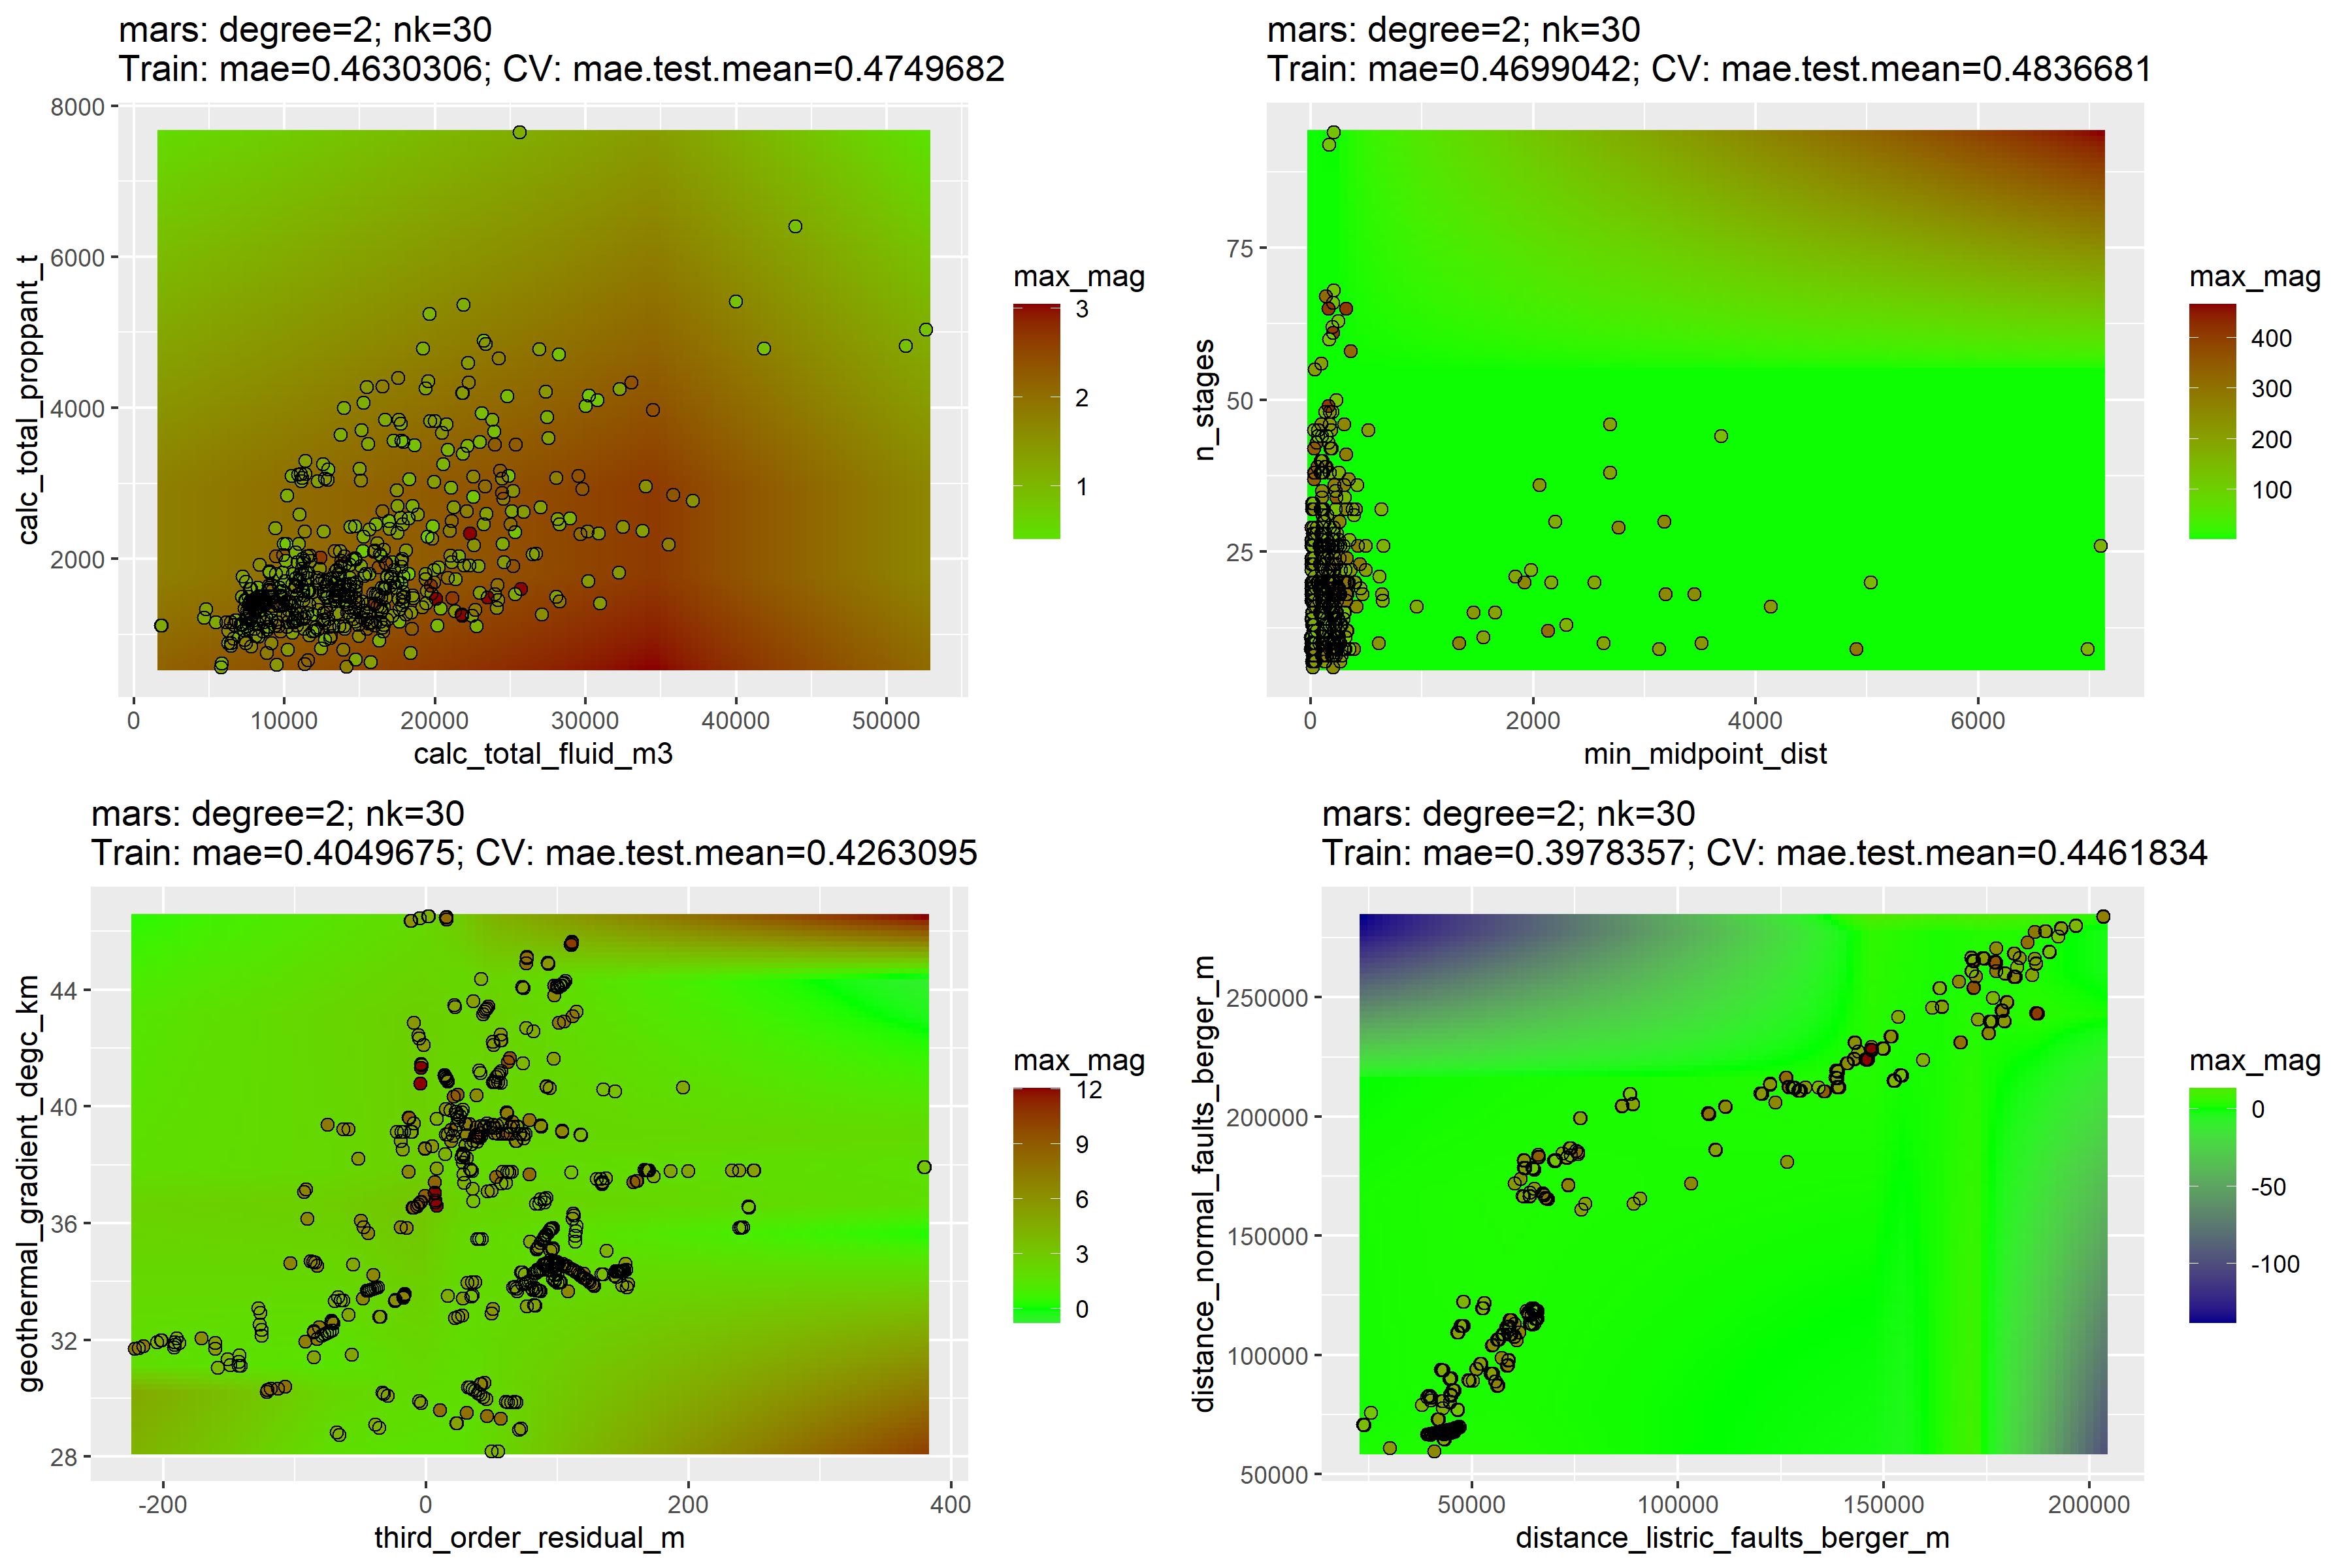 mars: degree=2; nk=30
Train: mae=0.4630306; CV: mae.test.mean=0.4749682
8000
6000
4000
2000
calc_total_proppant_t
0 10000 20000 30000 40000 50000
calc_total_fluid_m3
max_mag
3
2
1
mars: degree=2; nk=30
Train: mae=0.4699042; CV: mae.test.mean=0.4836681
75
50
25
n_stages
0 2000 4000 6000
min_midpoint_dist
max_mag
400
300
200
100
mars: degree=2; nk=30
Train: mae=0.4049675; CV: mae.test.mean=0.4263095
44
40
36
32
28
geothermal_gradient_degc_km
-200 0 200 400
third_order_residual_m
max_mag
12
9
6
3
0
mars: degree=2; nk=30
Train: mae=0.3978357; CV: mae.test.mean=0.4461834
250000
200000
150000
100000
50000
distance_normal_faults_berger_m
50000 100000 150000 200000
distance_listric_faults_berger_m
max_mag
0
-50
-100